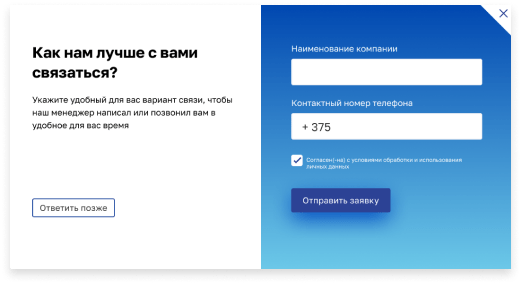 Как нам лучше с вами
связаться?
Укажите удобный для вас вариант связи, чтобы
наш менеджер написал или позвонил вам в
удобное для вас время
Ответить позже
Наименование компании
Контактный номер телефона
+ 375
Согласен(-на) с условиями обработки и использования
личных данных
Отправить заявку